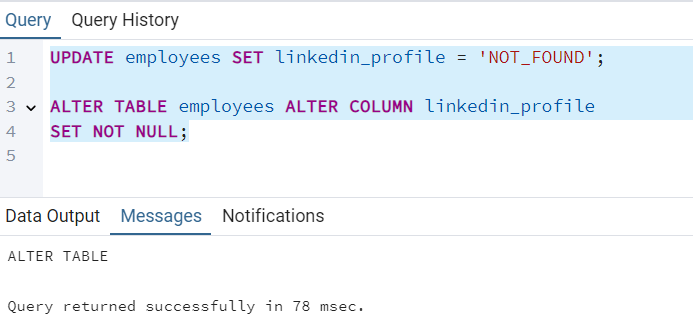 Query Query History
1 UPDATE employees SET linkedin_profile = 'NOT_FOUND';
2
3 ALTER TABLE employees ALTER COLUMN linkedin_profile
4 SET NOT NULL;
5
Data Output Messages Notifications
ALTER TABLE
Query returned successfully in 78 msec.